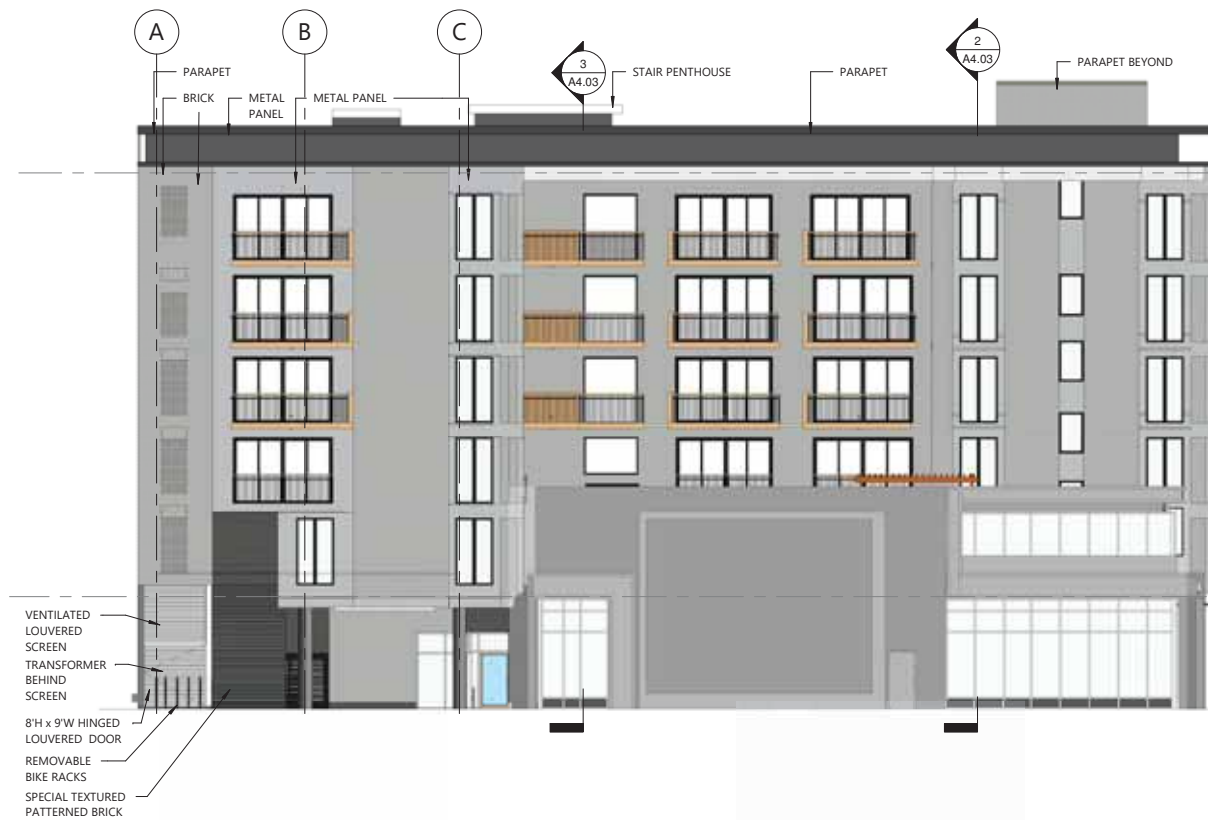 A
B
C
3
A4.03
2
A4.03
PARAPET
STAIR PENTHOUSE
PARAPET
PARAPET BEYOND
BRICK
METAL
PANEL
METAL PANEL
VENTILATED
LOUVERED
SCREEN
TRANSFORMER
BEHIND
SCREEN
8'H x 9'W HINGED
LOUVERED DOOR
REMOVABLE
BIKE RACKS
SPECIAL TEXTURED
PATTERNED BRICK